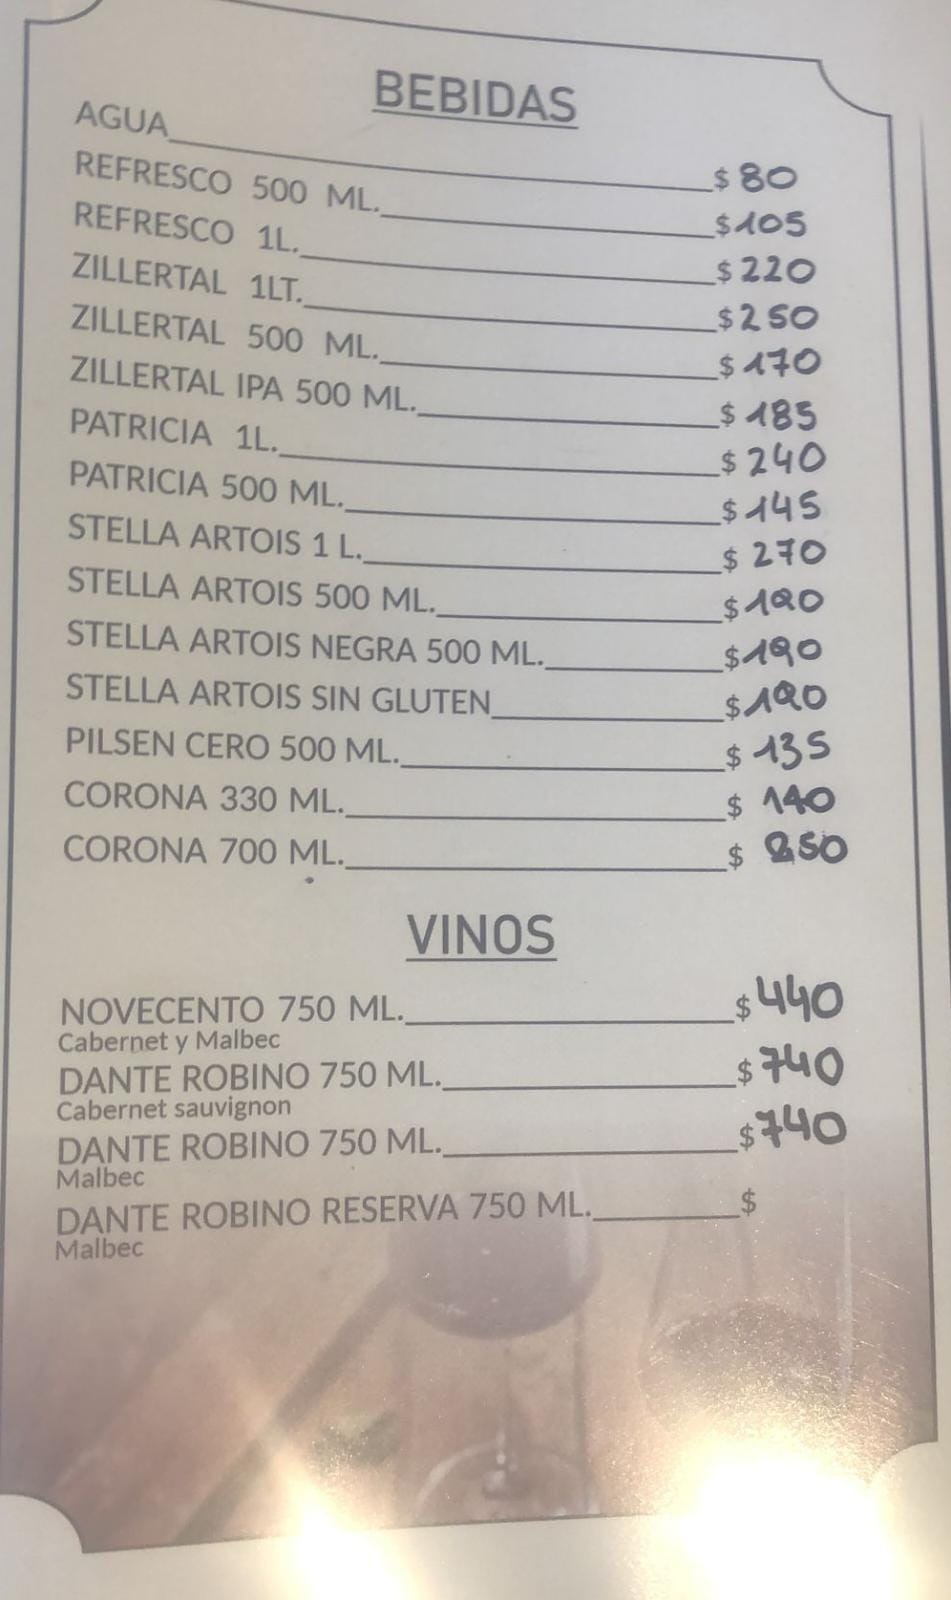 BEBIDAS
AGUA $ 80
REFRESCO 500 ML. $ 105
REFRESCO 1L. $ 220
ZILLERTAL 1LT. $ 250
ZILLERTAL 500 ML. $ 170
ZILLERTAL IPA 500 ML. $ 185
PATRICIA 1L. $ 240
PATRICIA 500 ML. $ 145
STELLA ARTOIS 1 L. $ 270
STELLA ARTOIS 500 ML. $ 190
STELLA ARTOIS NEGRA 500 ML. $ 190
STELLA ARTOIS SIN GLUTEN $ 190
PILSEN CERO 500 ML. $ 135
CORONA 330 ML. $ 140
CORONA 700 ML. $ 250
VINOS
NOVECENTO 750 ML. $ 440
Cabernet y Malbec
DANTE ROBINO 750 ML. $ 740
Cabernet sauvignon
DANTE ROBINO 750 ML. $ 740
Malbec
DANTE ROBINO RESERVA 750 ML. $
Malbec